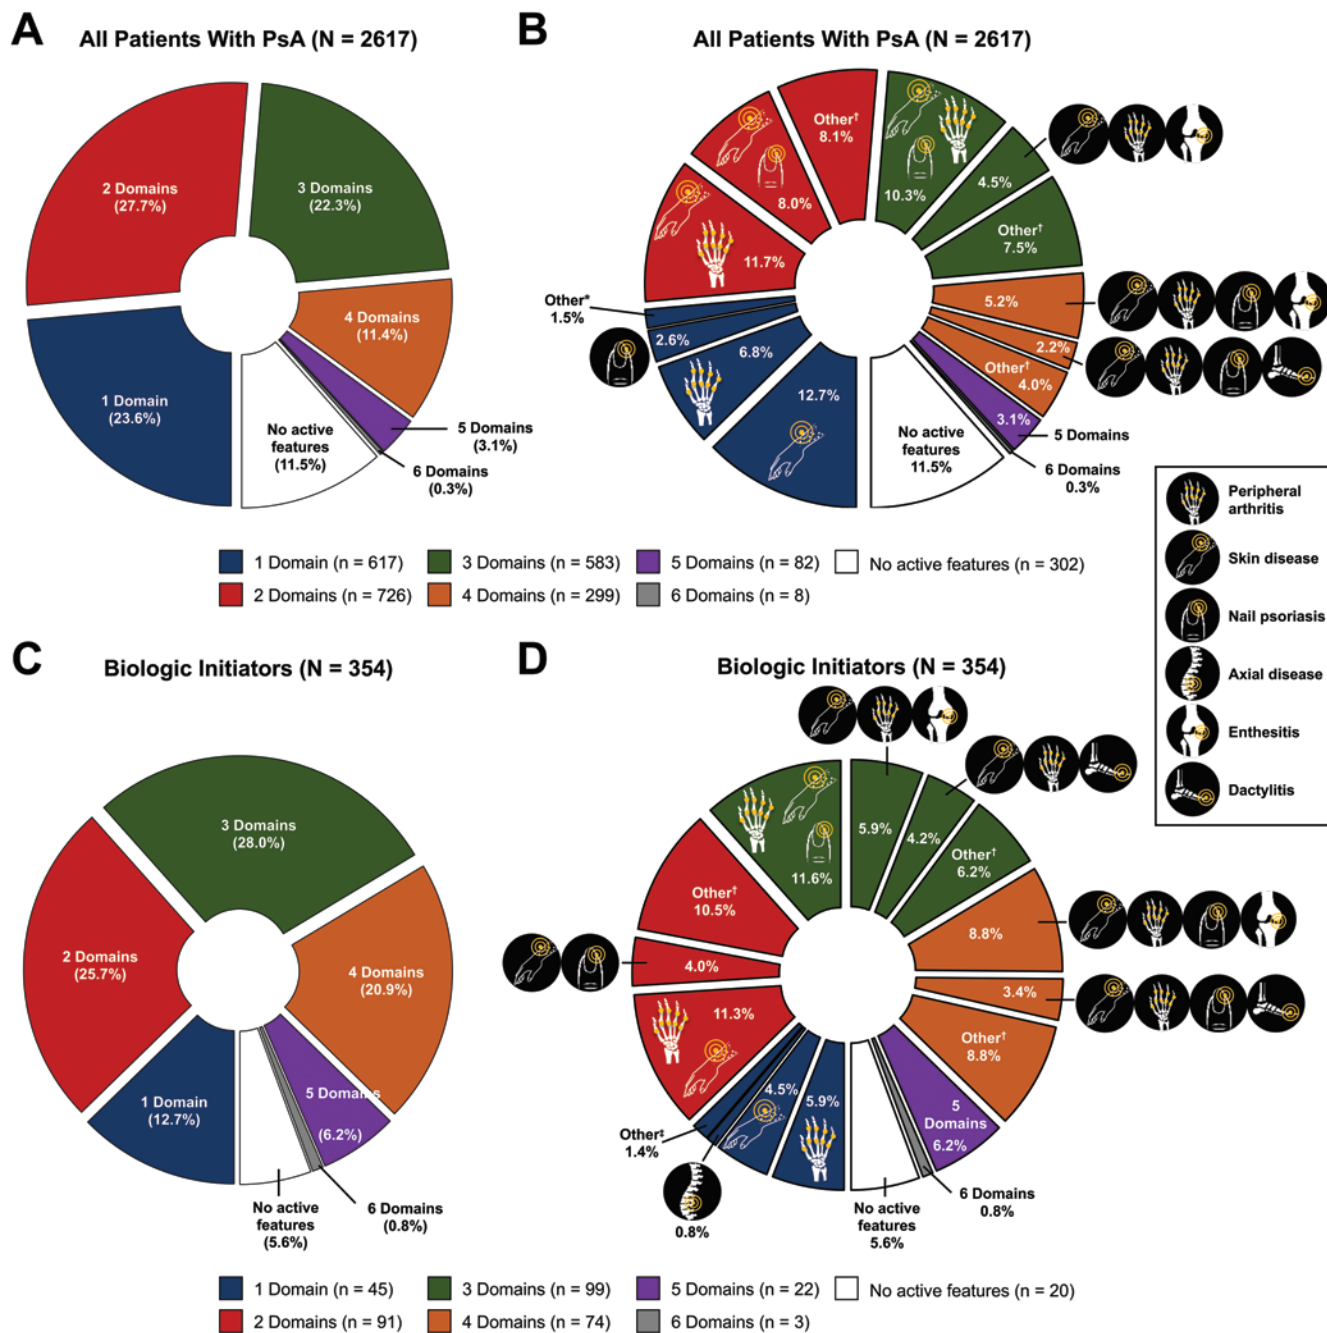 A
All Patients With PsA (N = 2617)
2 Domains
(27.7%)
3 Domains
(22.3%)
4 Domains
(11.4%)
1 Domain
(23.6%)
No active
features
(11.5%)
5 Domains
(3.1%)
6 Domains
(0.3%)
B
All Patients With PsA (N = 2617)
Other†
8.1%
8.0%
11.7%
10.3%
4.5%
Other†
7.5%
5.2%
2.2%
Other†
4.0%
3.1%
5 Domains
6 Domains
0.3%
No active
features
11.5%
12.7%
6.8%
2.6%
Other*
1.5%
1 Domain (n = 617)
3 Domains (n = 583)
5 Domains (n = 82)
No active features (n = 302)
2 Domains (n = 726)
4 Domains (n = 299)
6 Domains (n = 8)
Peripheral
arthritis
Skin disease
Nail psoriasis
Axial disease
Enthesitis
Dactylitis
C
Biologic Initiators (N = 354)
3 Domains
(28.0%)
2 Domains
(25.7%)
4 Domains
(20.9%)
1 Domain
(12.7%)
5 Domains
(6.2%)
No active
features
(5.6%)
6 Domains
(0.8%)
D
Biologic Initiators (N = 354)
11.6%
5.9%
4.2%
Other†
6.2%
Other†
10.5%
8.8%
4.0%
3.4%
11.3%
Other†
8.8%
4.5%
5.9%
5
Domains
6.2%
Other‡
1.4%
0.8%
No active
features
5.6%
6 Domains
0.8%
1 Domain (n = 45)
3 Domains (n = 99)
5 Domains (n = 22)
No active features (n = 20)
2 Domains (n = 91)
4 Domains (n = 74)
6 Domains (n = 3)